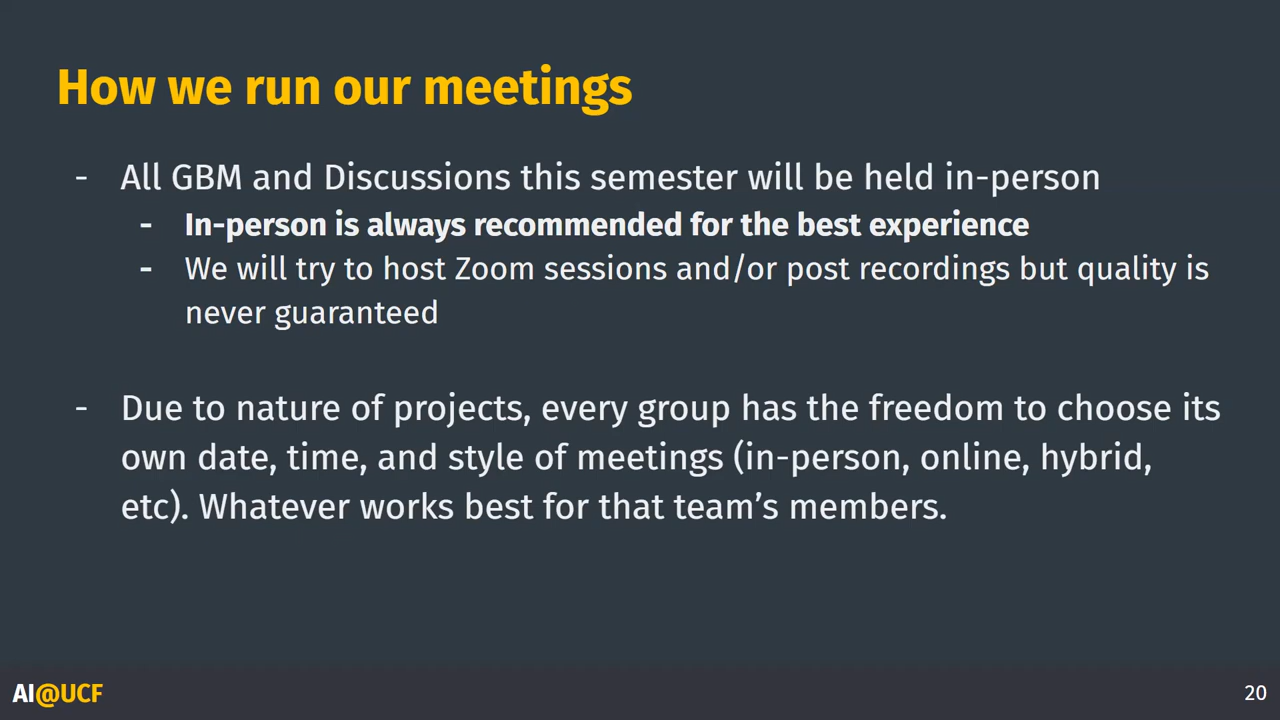 How we run our meetings
- All GBM and Discussions this semester will be held in-person
- In-person is always recommended for the best experience
- We will try to host Zoom sessions and/or post recordings but quality is
never guaranteed
- Due to nature of projects, every group has the freedom to choose its
own date, time, and style of meetings (in-person, online, hybrid,
etc). Whatever works best for that team’s members.
AI@UCF
20